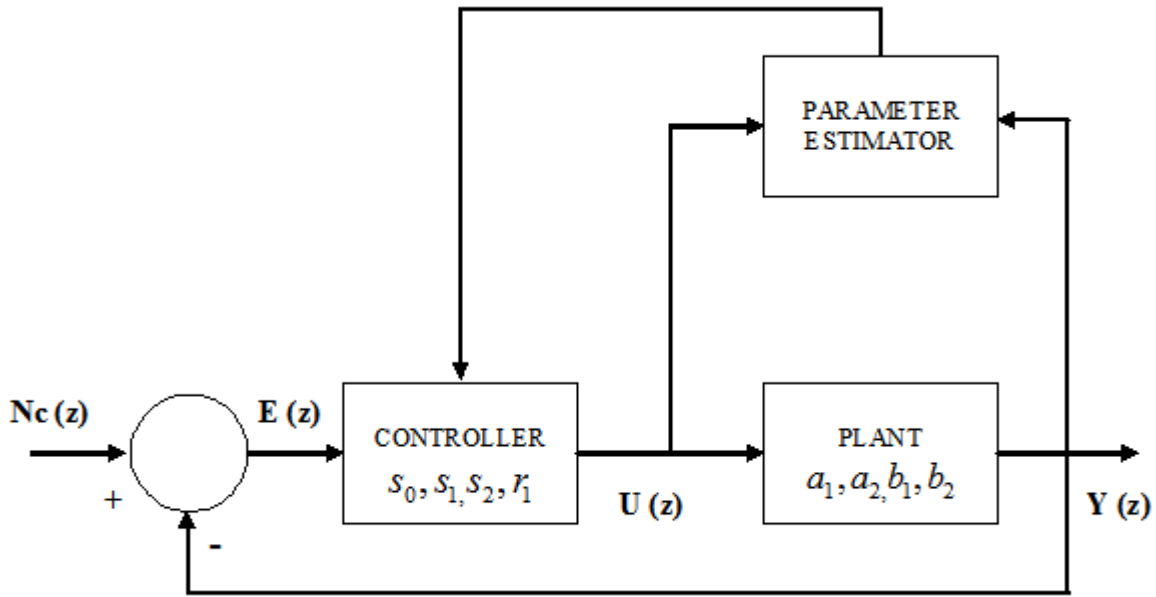 PARAMETER
ESTIMATOR
Nc (z)
E (z)
CONTROLLER
s₀, s₁, s₂, r₁
PLANT
a₁, a₂, b₁, b₂
+
-
U (z)
Y (z)